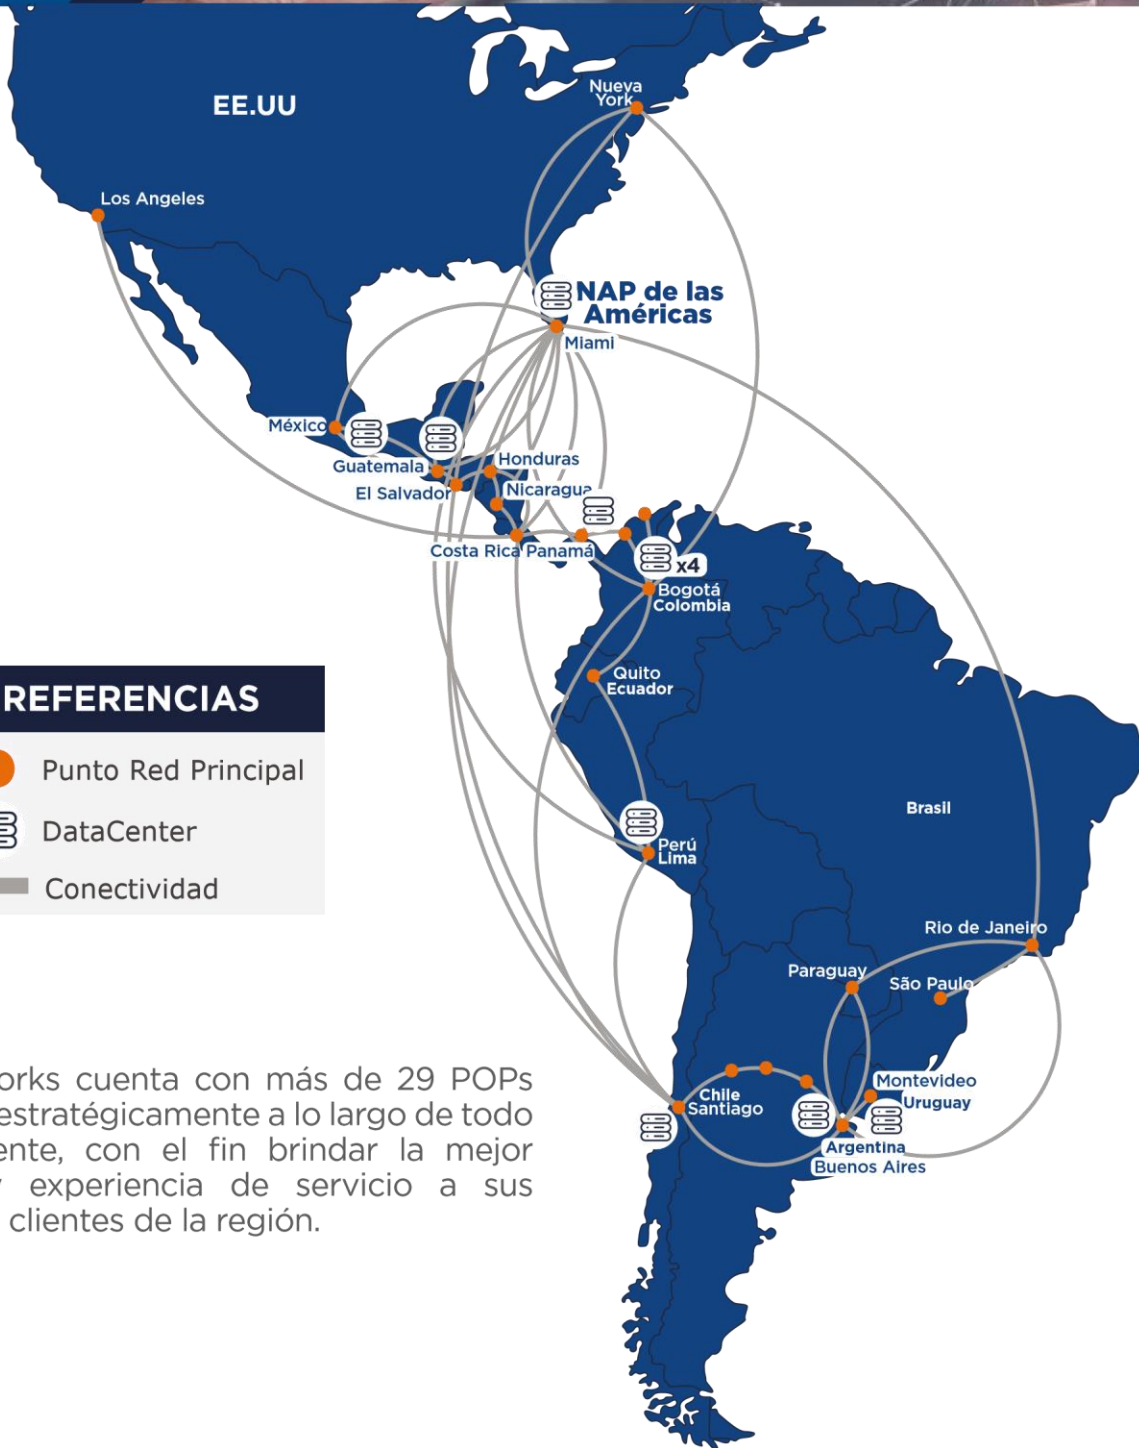 Nueva
York
EE.UU
Los Angeles
NAP de las
Américas
Miami
México
Guatemala
Honduras
El Salvador
Nicaragua
Costa Rica
Panamá
x4
Bogotá
Colombia
Quito
Ecuador
REFERENCIAS
Punto Red Principal
DataCenter
Conectividad
Brasil
Perú
Lima
Rio de Janeiro
Paraguay
São Paulo
Montevideo
Uruguay
Chile
Santiago
Argentina
Buenos Aires
orks cuenta con más de 29 POPs
estratégicamente a lo largo de todo
ente, con el fin brindar la mejor
y experiencia de servicio a sus
clientes de la región.